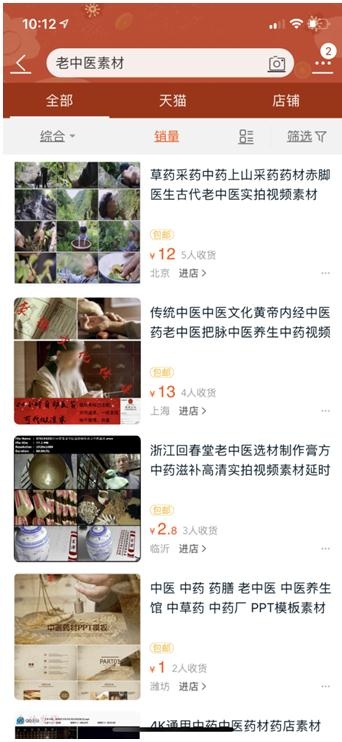 10:12
2
老中医素材
全部
天猫
店铺
综合
销量
筛选
草药采药中药上山采药药材赤脚
医生古代老中医实拍视频素材
包邮
¥12 5人收货
北京 进店
传统中医中医文化黄帝内经中医
药老中医把脉中医养生中药视频
包邮
¥13 4人收货
上海 进店
浙江回春堂老中医选材制作膏方
中药滋补高清实拍视频素材延时
包邮
¥2.8 3人收货
临沂 进店
中医药材PPT模板
PART01
中医 中药 药膳 老中医 中医养生
馆 中草药 中药厂 PPT模板素材
包邮
¥1 2人收货
潍坊 进店
4K通用中药中医药材药店素材